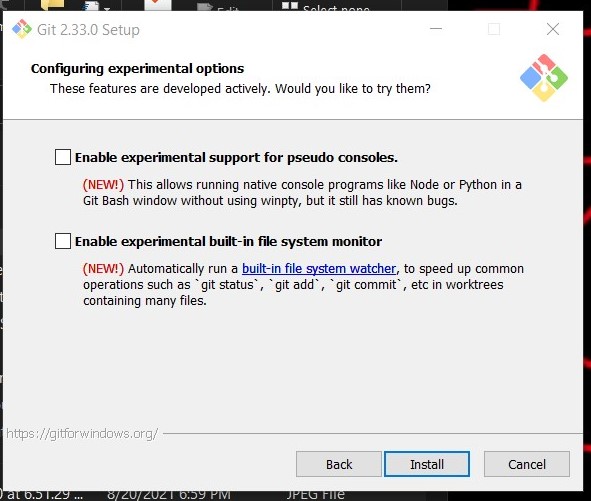 Edit
Select none
Git 2.33.0 Setup
Configuring experimental options
These features are developed actively. Would you like to try them?
Enable experimental support for pseudo consoles.
(NEW!) This allows running native console programs like Node or Python in a
Git Bash window without using winpty, but it still has known bugs.
Enable experimental built-in file system monitor
(NEW!) Automatically run a built-in file system watcher, to speed up common
operations such as `git status`, `git add`, `git commit`, etc in worktrees
containing many files.
https://gitforwindows.org/
Back
Install
Cancel
0 at 6.51.29 ...
8/20/2021 6:59 PM
JPEG File